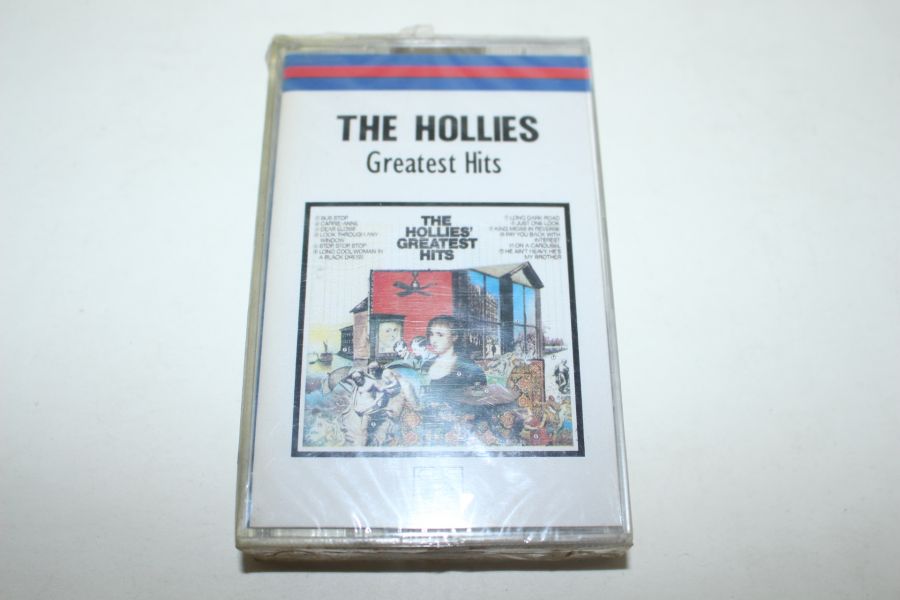 THE HOLLIES
Greatest Hits
BUS STOP
CARRIE-ANNE
DEAR ELOISE
LOOK THROUGH ANY
WINDOW
STOP STOP STOP
LONG COOL WOMAN IN
A BLACK DRESS
THE
HOLLIES'
GREATEST
HITS
LONG DARK ROAD
JUST ONE LOOK
KING MIDAS IN REVERSE
PAY YOU BACK WITH
INTEREST
ON A CAROUSEL
HE AIN'T HEAVY, HE'S
MY BROTHER